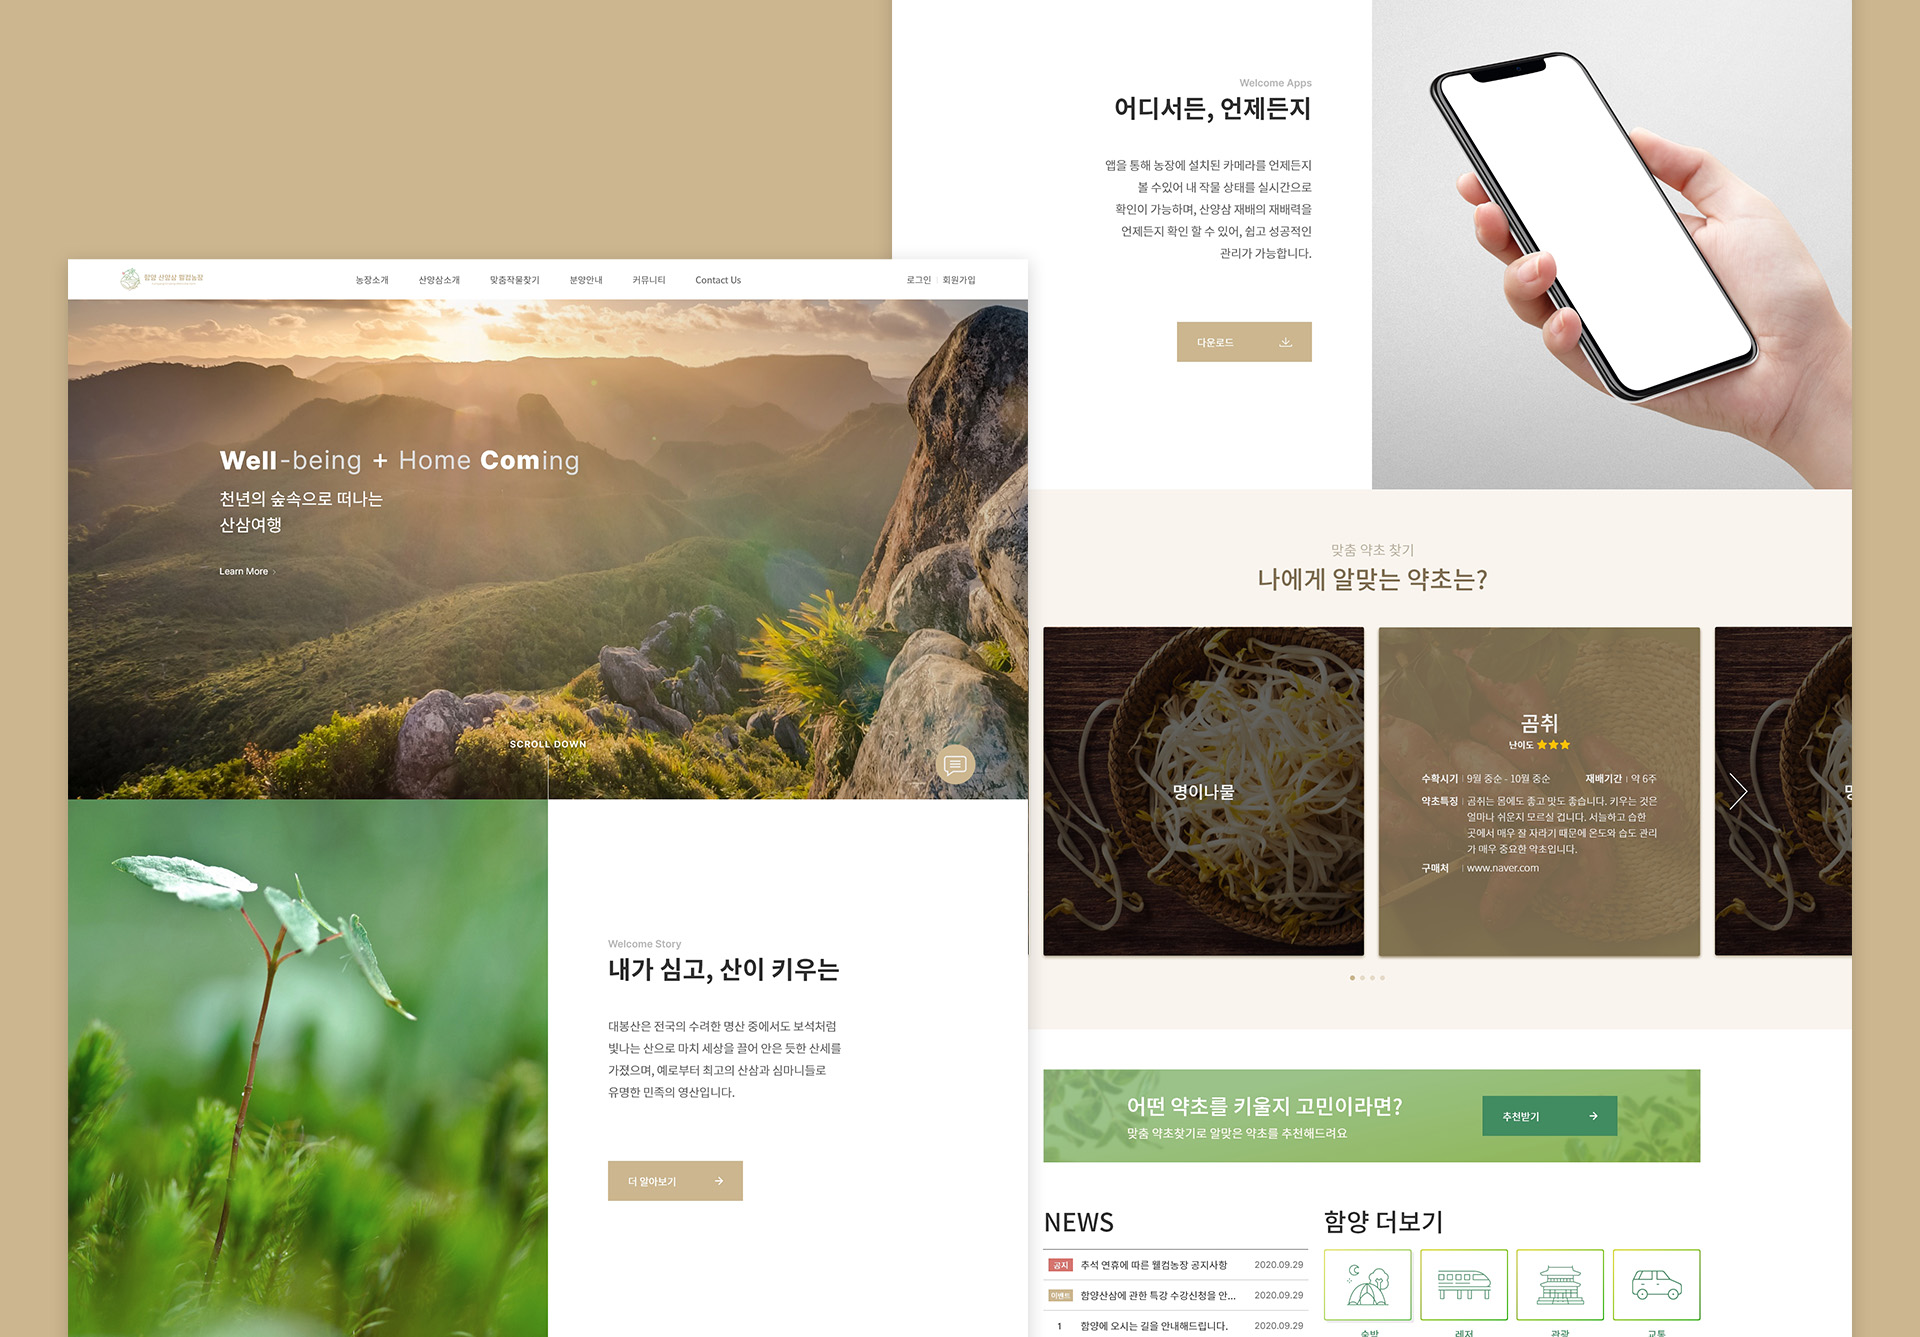 함양 산양삼 웰컴농장
농장소개 산양삼소개 맞춤작물찾기 분양안내 커뮤니티 Contact Us 로그인 회원가입
Well-being + Home Coming
천년의 숲속으로 떠나는
산삼여행
Learn More
SCROLL DOWN
Welcome Story
내가 심고, 산이 키우는
대봉산은 전국의 수려한 명산 중에서도 보석처럼
빛나는 산으로 마치 세상을 끌어 안은 듯한 산세를
가졌으며, 예로부터 최고의 산삼과 심마니들로
유명한 민족의 영산입니다.
더 알아보기
Welcome Apps
어디서든, 언제든지
앱을 통해 농장에 설치된 카메라를 언제든지
볼 수있어 내 작물 상태를 실시간으로
확인이 가능하며, 산양삼 재배의 재배력을
언제든지 확인 할 수 있어, 쉽고 성공적인
관리가 가능합니다.
다운로드
맞춤 약초 찾기
나에게 알맞는 약초는?
명이나물
곰취
난이도 ★★★
수확시기 | 9월 중순 - 10월 중순 재배기간 | 약 6주
약초특징 | 곰취는 몸에도 좋고 맛도 좋습니다. 키우는 것은
얼마나 쉬운지 모르실 겁니다. 서늘하고 습한
곳에서 매우 잘 자라기 때문에 온도와 습도 관리
가 매우 중요한 약초입니다.
구매처 | www.naver.com
어떤 약초를 키울지 고민이라면?
맞춤 약초찾기로 알맞은 약초를 추천해드려요
추천받기
NEWS
공지 추석 연휴에 따른 웰컴농장 공지사항 2020.09.29
이벤트 함양산삼에 관한 특강 수강신청을 안... 2020.09.29
1 함양에 오시는 길을 안내해드립니다. 2020.09.29
함양 더보기
숙박 레저 관광 교통